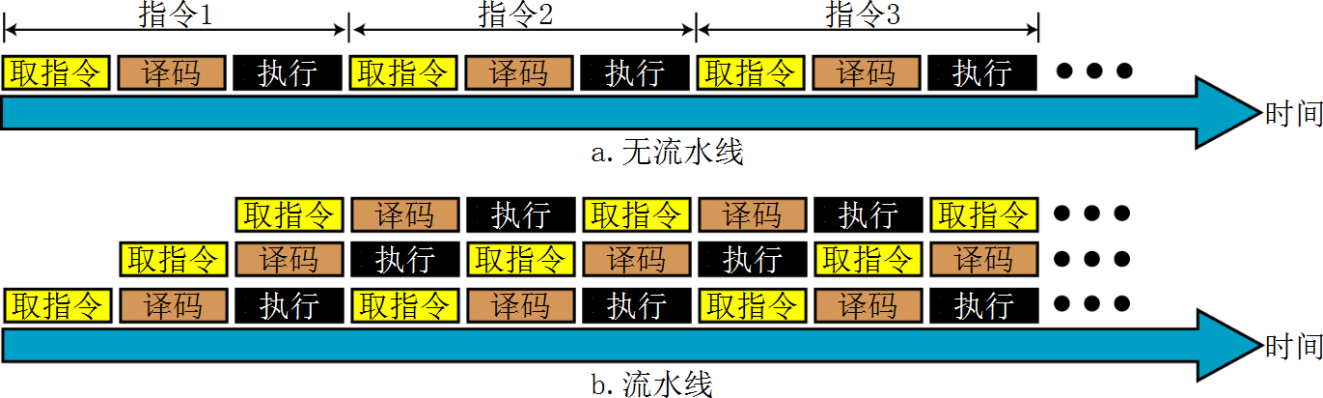 指令1 指令2 指令3
取指令 译码 执行 取指令 译码 执行 取指令 译码 执行
时间
a.无流水线
取指令 译码 执行 取指令 译码 执行 取指令
取指令 译码 执行 取指令 译码 执行 取指令 译码
取指令 译码 执行 取指令 译码 执行 取指令 译码 执行
时间
b.流水线